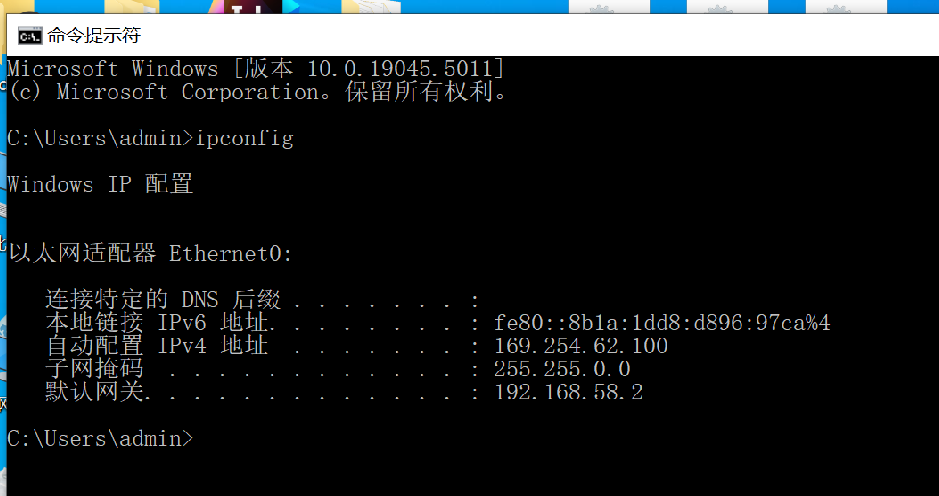 命令提示符
Microsoft Windows [版本 10.0.19045.5011]
(c) Microsoft Corporation。保留所有权利。
C:\Users\admin>ipconfig
Windows IP 配置
以太网适配器 Ethernet0:
连接特定的 DNS 后缀 . . . . . . . :
本地链接 IPv6 地址. . . . . . . . : fe80::8b1a:1dd8:d896:97ca%4
自动配置 IPv4 地址  . . . . . . . : 169.254.62.100
子网掩码  . . . . . . . . . . . . : 255.255.0.0
默认网关. . . . . . . . . . . . . : 192.168.58.2
C:\Users\admin>